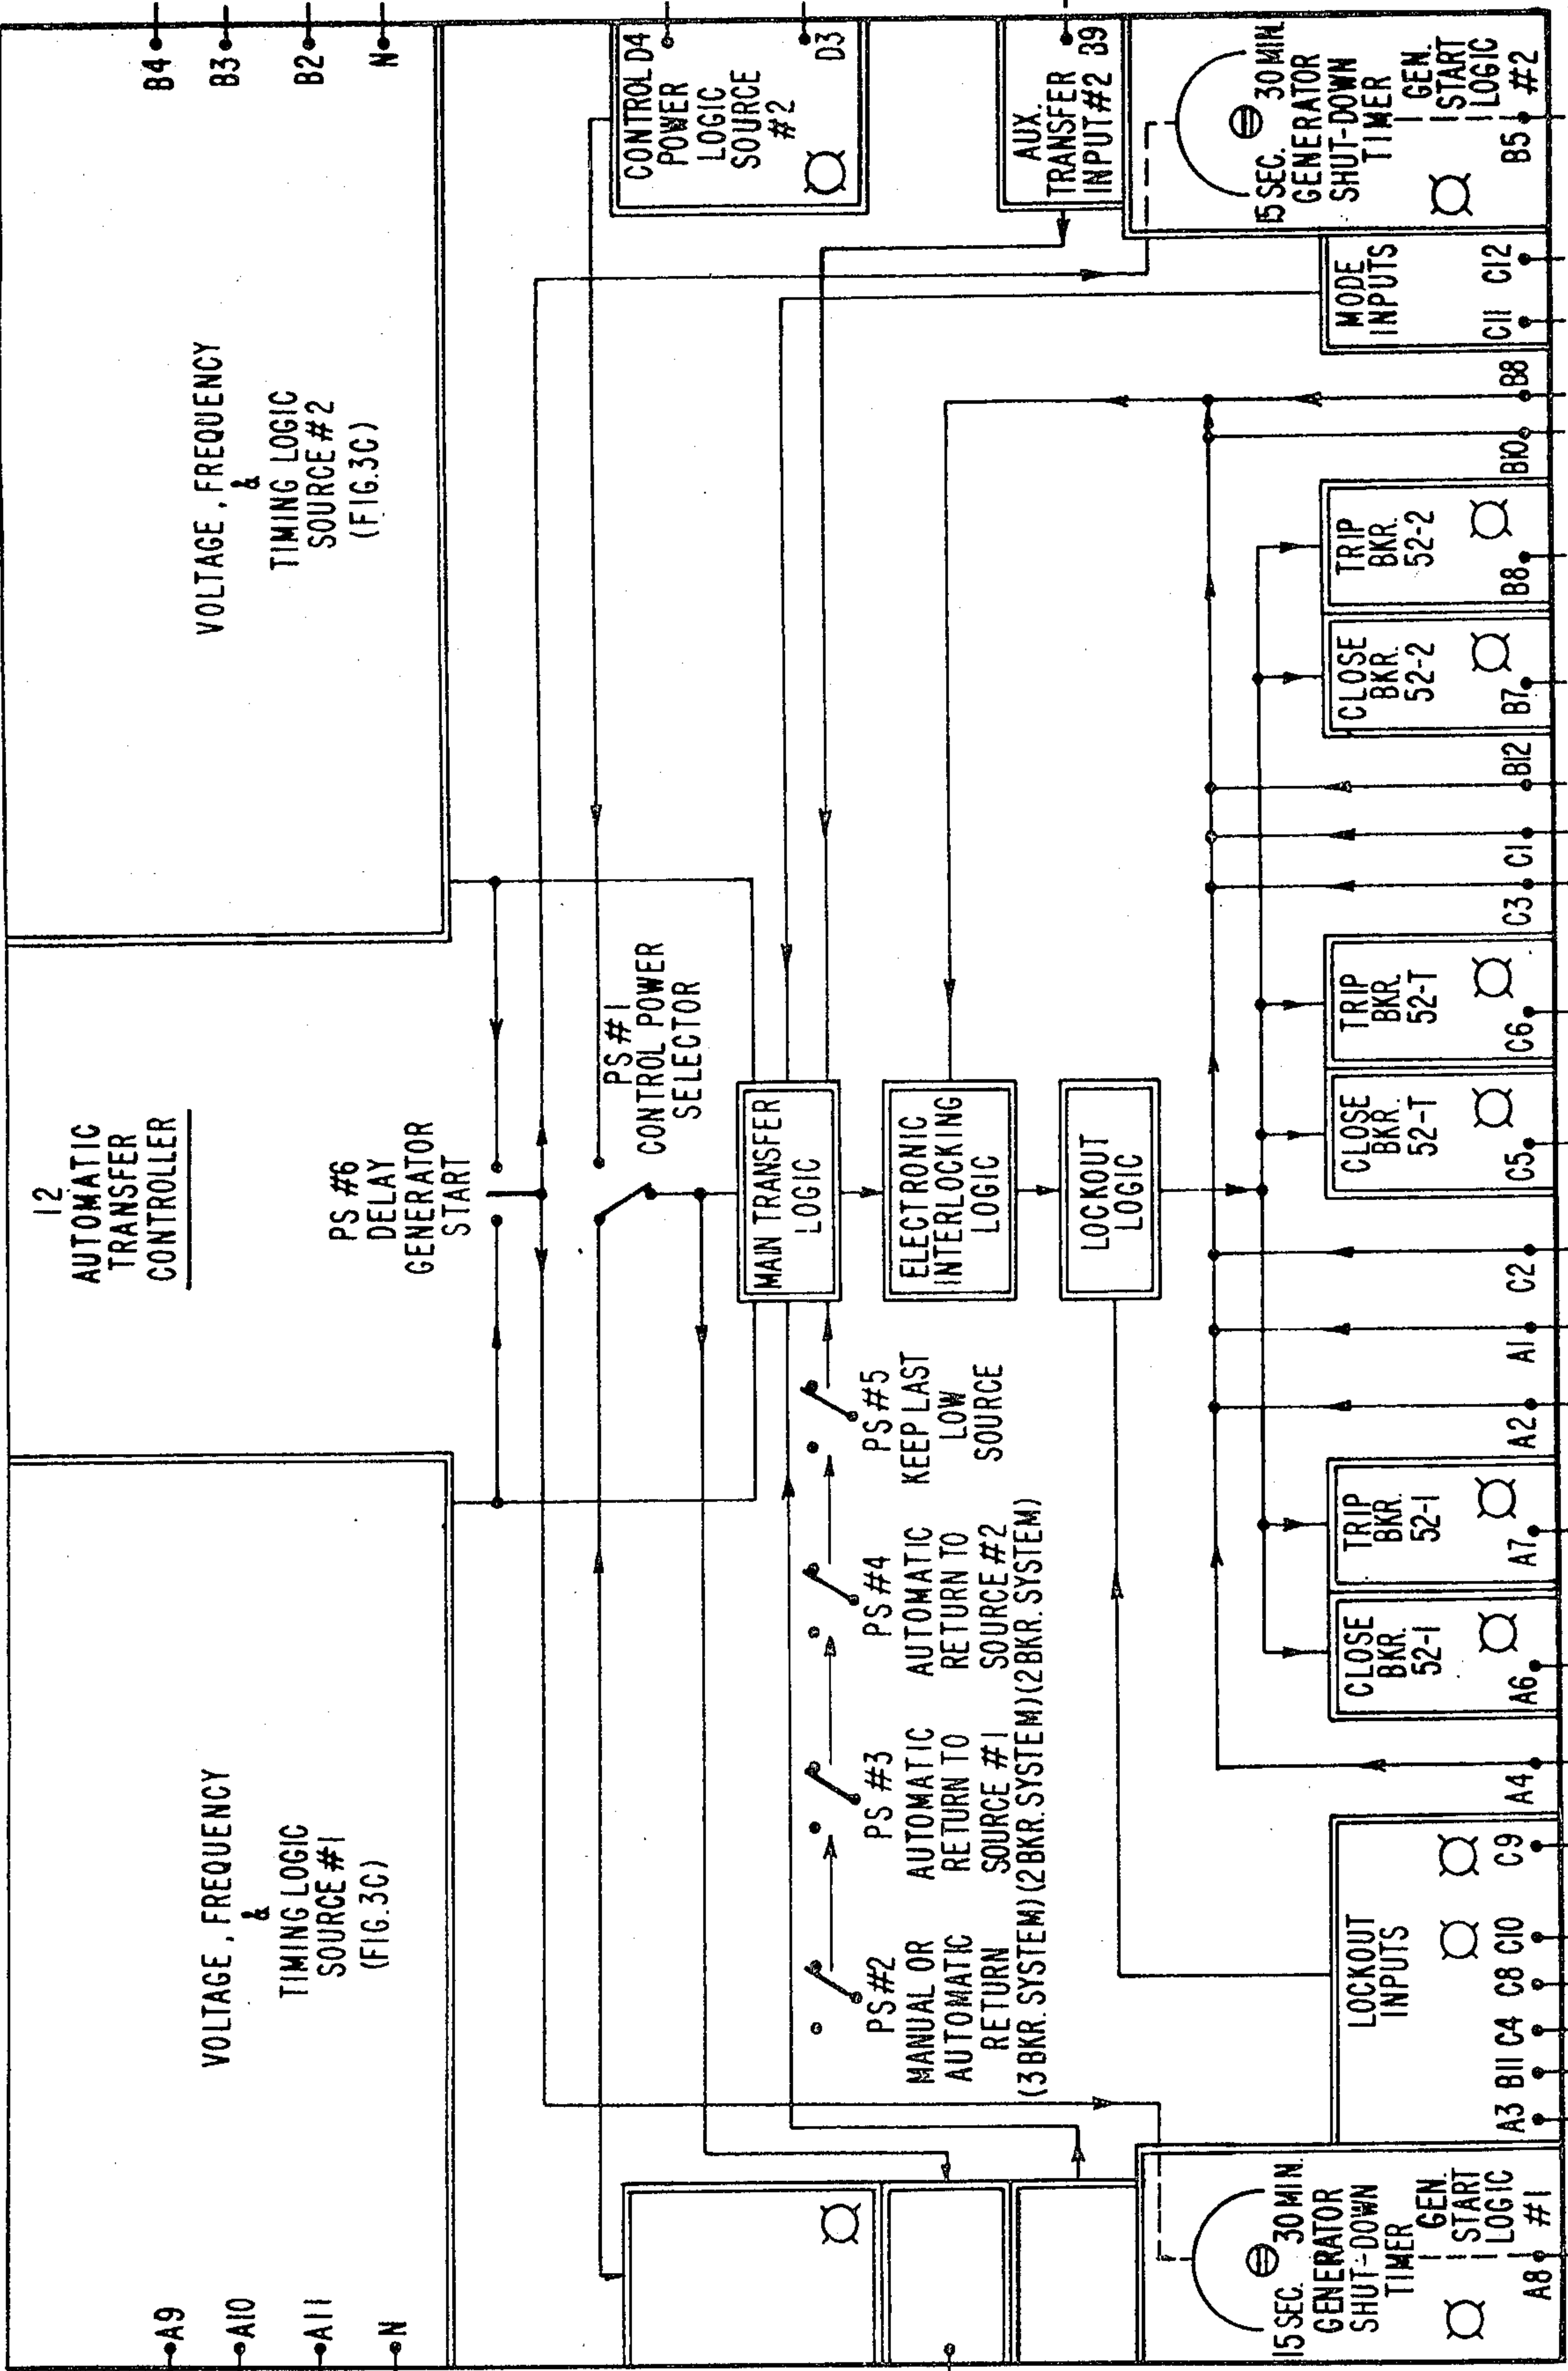 12
AUTOMATIC
TRANSFER
CONTROLLER
VOLTAGE, FREQUENCY
&
TIMING LOGIC
SOURCE #1
(FIG.3C)
A9
A10
A11
N
VOLTAGE, FREQUENCY
&
TIMING LOGIC
SOURCE #2
(FIG.3C)
B4
B3
B2
N
PS #6
DELAY
GENERATOR
START
PS #1
CONTROL POWER
SELECTOR
CONTROL D4
POWER
LOGIC
SOURCE
#2
D3
AUX.
TRANSFER
INPUT #2 B9
MAIN TRANSFER
LOGIC
ELECTRONIC
INTERLOCKING
LOGIC
LOCKOUT
LOGIC
PS #2
MANUAL OR
AUTOMATIC
RETURN
(3 BKR. SYSTEM)
PS #3
AUTOMATIC
RETURN TO
SOURCE #1
(2 BKR. SYSTEM)
PS #4
AUTOMATIC
RETURN TO
SOURCE #2
(2 BKR. SYSTEM)
PS #5
KEEP LAST
LOW
SOURCE
15 SEC. 30 MIN.
GENERATOR
SHUT-DOWN
TIMER
GEN.
START
LOGIC
A8 #1
LOCKOUT
INPUTS
A3 B11 C4 C8 C10 C9
A4
CLOSE
BKR.
52-1
A6
TRIP
BKR.
52-1
A7
A2
A1
C2
CLOSE
BKR.
52-T
C5
TRIP
BKR.
52-T
C6
C3
C1
B12
CLOSE
BKR.
52-2
B7
TRIP
BKR.
52-2
B8
B10
B8
MODE
INPUTS
C11 C12
15 SEC. 30 MIN.
GENERATOR
SHUT-DOWN
TIMER
GEN.
START
LOGIC
B5 #2